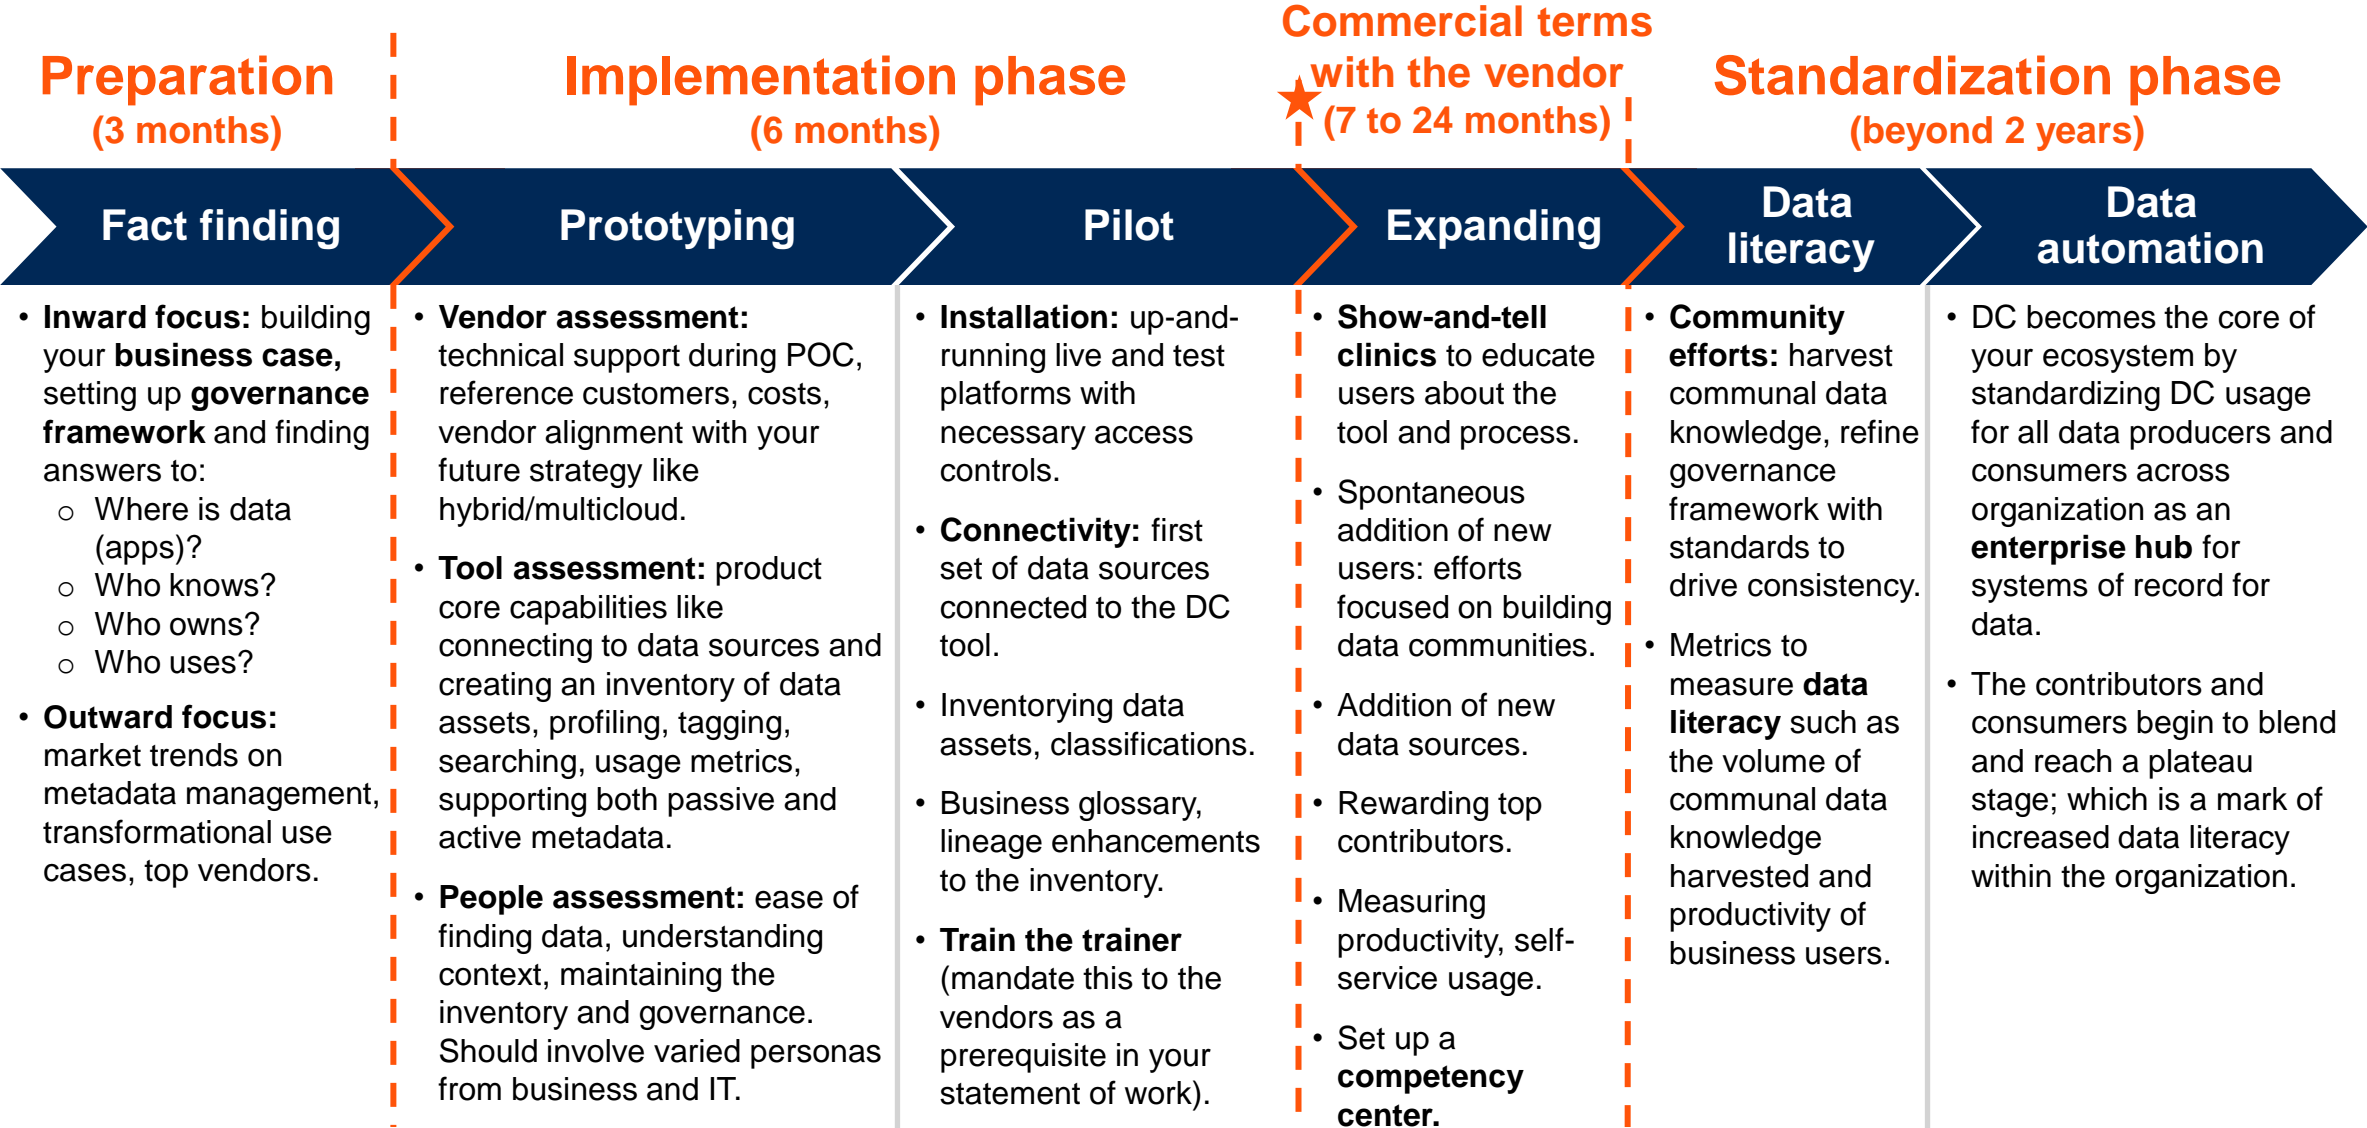 Preparation
(3 months)
Implementation phase
(6 months)
Commercial terms
with the vendor
(7 to 24 months)
Standardization phase
(beyond 2 years)
Fact finding
Prototyping
Pilot
Expanding
Data
literacy
Data
automation
• Inward focus: building
your business case,
setting up governance
framework and finding
answers to:
o Where is data
(apps)?
o Who knows?
o Who owns?
o Who uses?
• Outward focus:
market trends on
metadata management,
transformational use
cases, top vendors.
• Vendor assessment:
technical support during POC,
reference customers, costs,
vendor alignment with your
future strategy like
hybrid/multicloud.
• Tool assessment: product
core capabilities like
connecting to data sources and
creating an inventory of data
assets, profiling, tagging,
searching, usage metrics,
supporting both passive and
active metadata.
• People assessment: ease of
finding data, understanding
context, maintaining the
inventory and governance.
Should involve varied personas
from business and IT.
• Installation: up-and-
running live and test
platforms with
necessary access
controls.
• Connectivity: first
set of data sources
connected to the DC
tool.
• Inventorying data
assets, classifications.
• Business glossary,
lineage enhancements
to the inventory.
• Train the trainer
(mandate this to the
vendors as a
prerequisite in your
statement of work).
• Show-and-tell
clinics to educate
users about the
tool and process.
• Spontaneous
addition of new
users: efforts
focused on building
data communities.
• Addition of new
data sources.
• Rewarding top
contributors.
• Measuring
productivity, self-
service usage.
• Set up a
competency
center.
• Community
efforts: harvest
communal data
knowledge, refine
governance
framework with
standards to
drive consistency.
• Metrics to
measure data
literacy such as
the volume of
communal data
knowledge
harvested and
productivity of
business users.
• DC becomes the core of
your ecosystem by
standardizing DC usage
for all data producers and
consumers across
organization as an
enterprise hub for
systems of record for
data.
• The contributors and
consumers begin to blend
and reach a plateau
stage; which is a mark of
increased data literacy
within the organization.